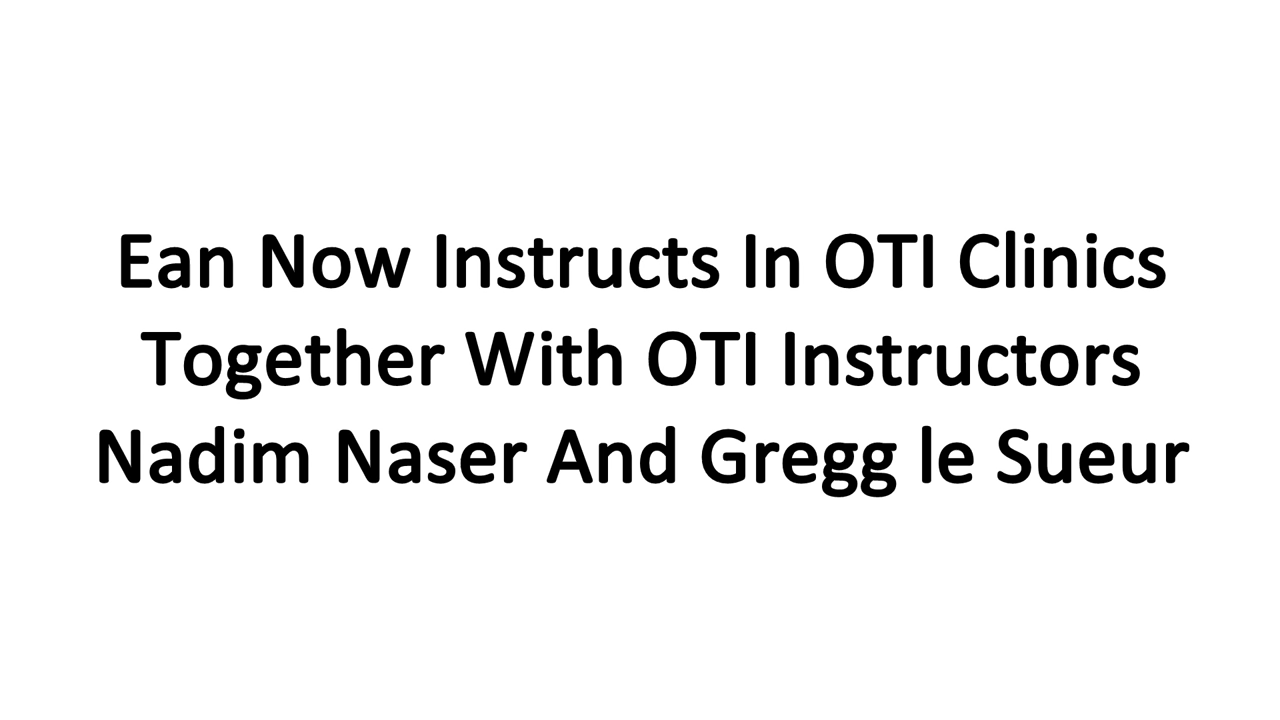 Ean Now Instructs In OTI Clinics
Together With OTI Instructors
Nadim Naser And Gregg le Sueur